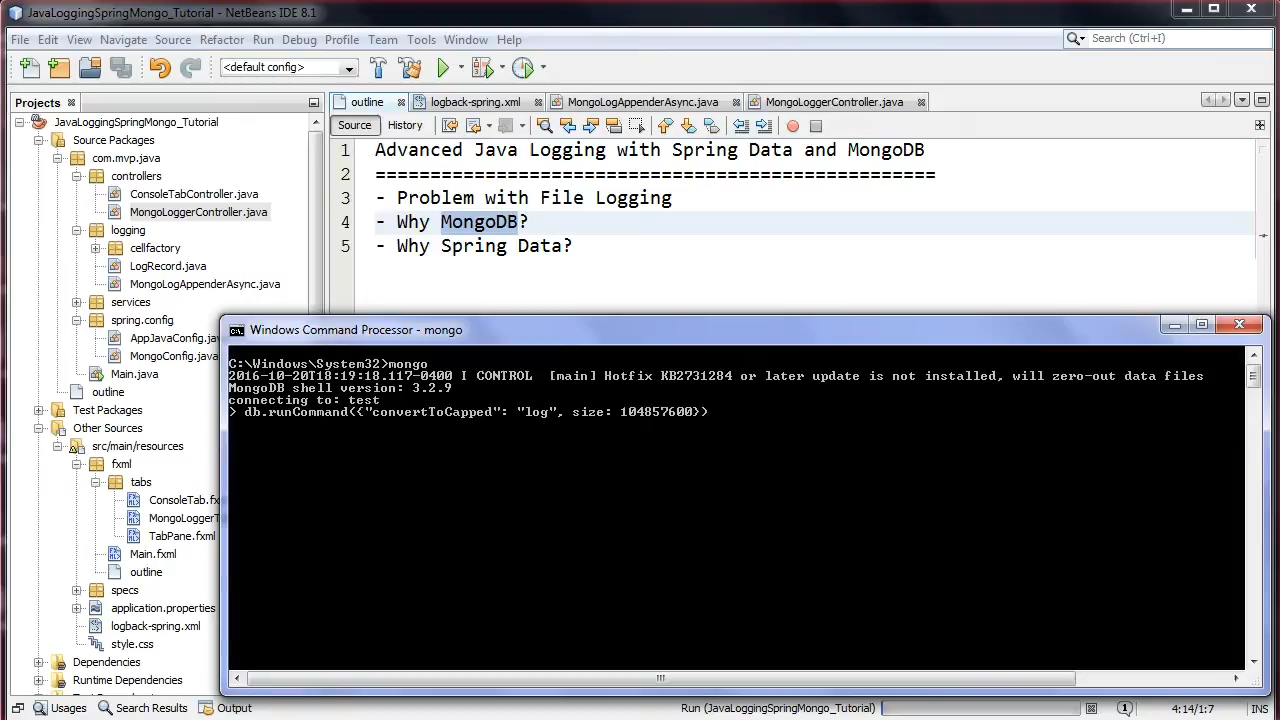 JavaLoggingSpringMongo_Tutorial - NetBeans IDE 8.1
File Edit View Navigate Source Refactor Run Debug Profile Team Tools Window Help
Search (Ctrl+I)
<default config>
Projects
outline
logback-spring.xml
MongoLogAppenderAsync.java
MongoLoggerController.java
Source
History
JavaLoggingSpringMongo_Tutorial
Source Packages
com.mvp.java
controllers
ConsoleTabController.java
MongoLoggerController.java
logging
cellfactory
LogRecord.java
MongoLogAppenderAsync.java
services
spring.config
AppJavaConfig.jav
MongoConfig.java
Main.java
outline
Test Packages
Other Sources
src/main/resources
fxml
tabs
ConsoleTab.fx
MongoLoggerT
TabPane.fxml
Main.fxml
outline
specs
application.properties
logback-spring.xml
style.css
Dependencies
Runtime Dependencies
1 Advanced Java Logging with Spring Data and MongoDB
2 ===================================================
3 - Problem with File Logging
4 - Why MongoDB?
5 - Why Spring Data?
Windows Command Processor - mongo
C:\Windows\System32>mongo
2016-10-20T18:19:18.117-0400 I CONTROL [main] Hotfix KB2731284 or later update is not installed, will zero-out data files
MongoDB shell version: 3.2.9
connecting to: test
> db.runCommand({"convertToCapped": "log", size: 104857600})
Usages
Search Results
Output
Run (JavaLoggingSpringMongo_Tutorial)
1
4:14/1:7
INS